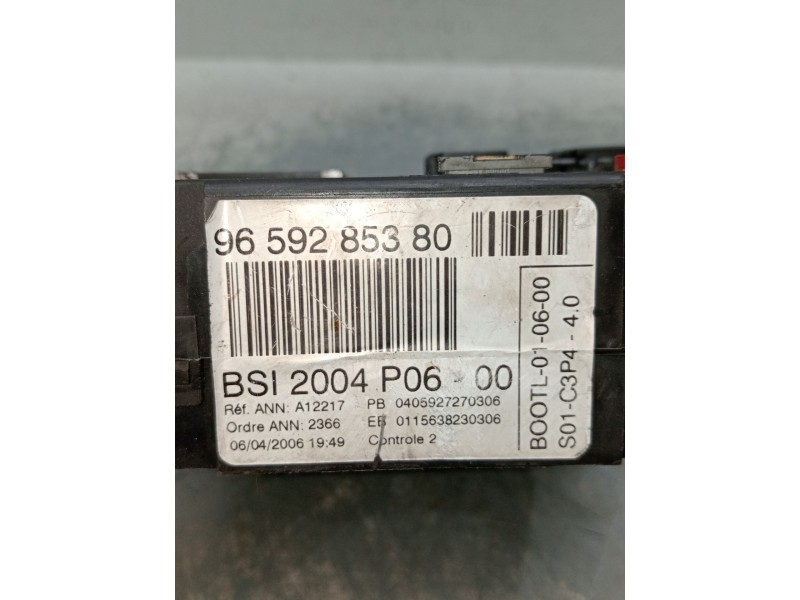 96 592 853 80
BSI 2004 P06 - 00
Réf. ANN: A12217 PB 0405927270306
Ordre ANN: 2366 EB 0115638230306
06/04/2006 19:49 Controle 2
BOOTL-01-06-00
S01-C3P4 - 4.0